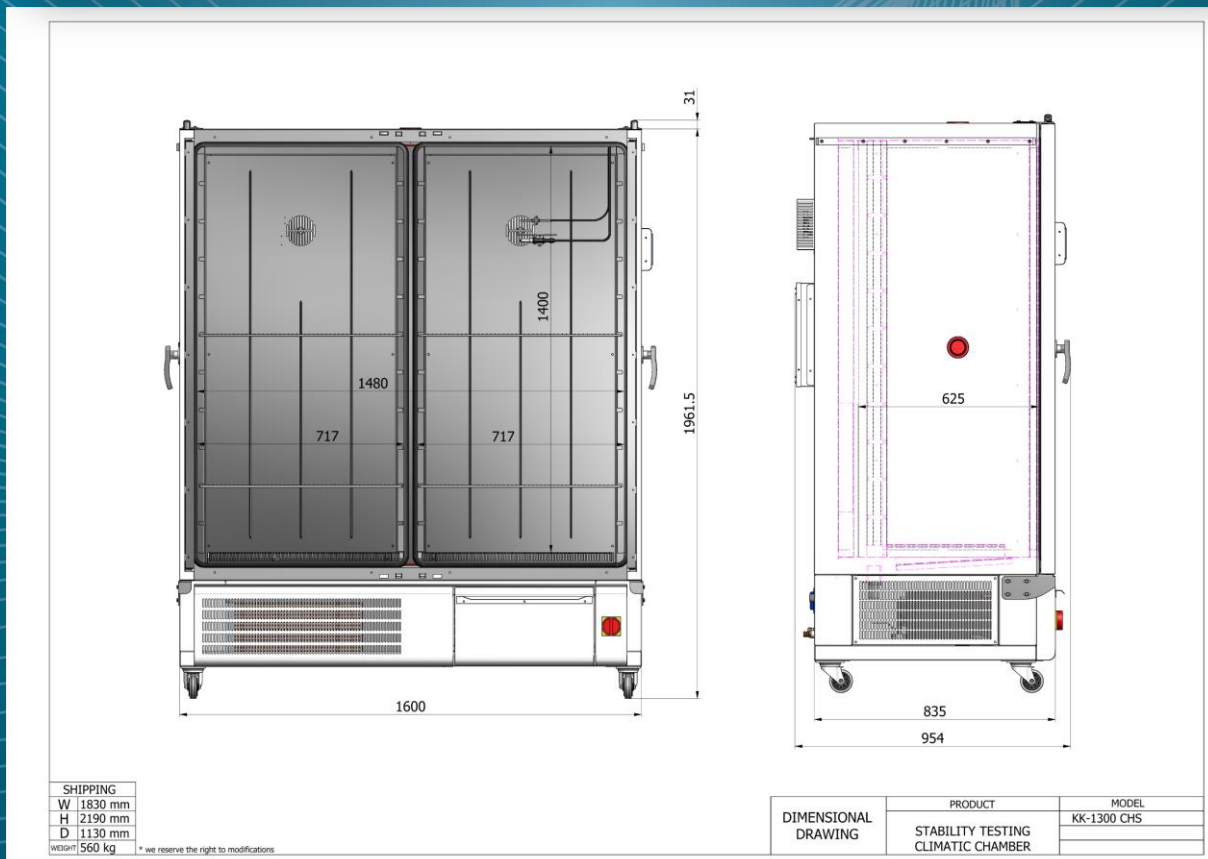 31
1400
1961.5
1480
717
717
625
1600
835
954
SHIPPING
W 1830 mm
H 2190 mm
D 1130 mm
WEIGHT 560 kg
* we reserve the right to modifications
DIMENSIONAL
DRAWING
PRODUCT
STABILITY TESTING
CLIMATIC CHAMBER
MODEL
KK-1300 CHS